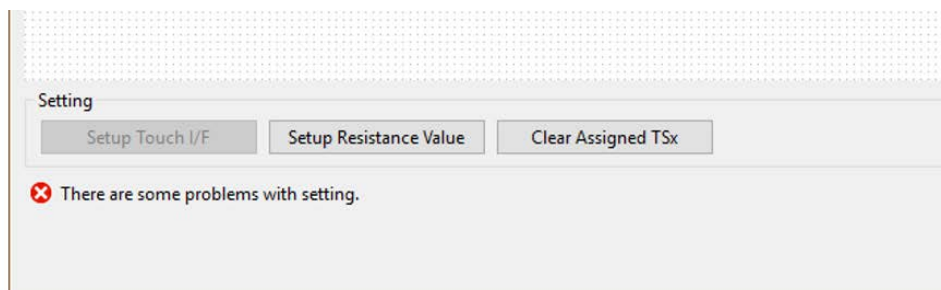 Setting
Setup Touch I/F Setup Resistance Value Clear Assigned TSx
There are some problems with setting.